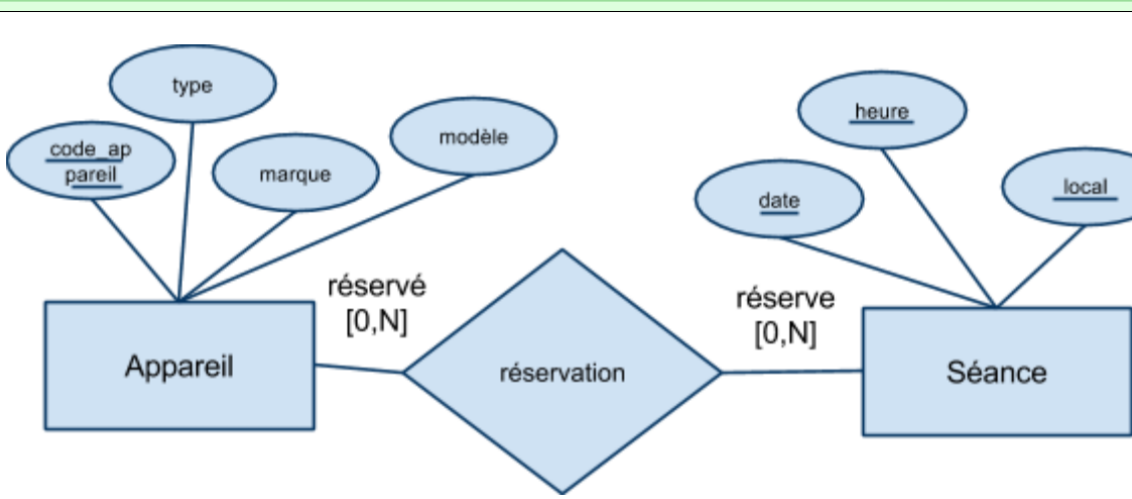 type
code_ap
pareil
marque
modèle
heure
date
local
réservé
[0,N]
réserve
[0,N]
Appareil
réservation
Séance